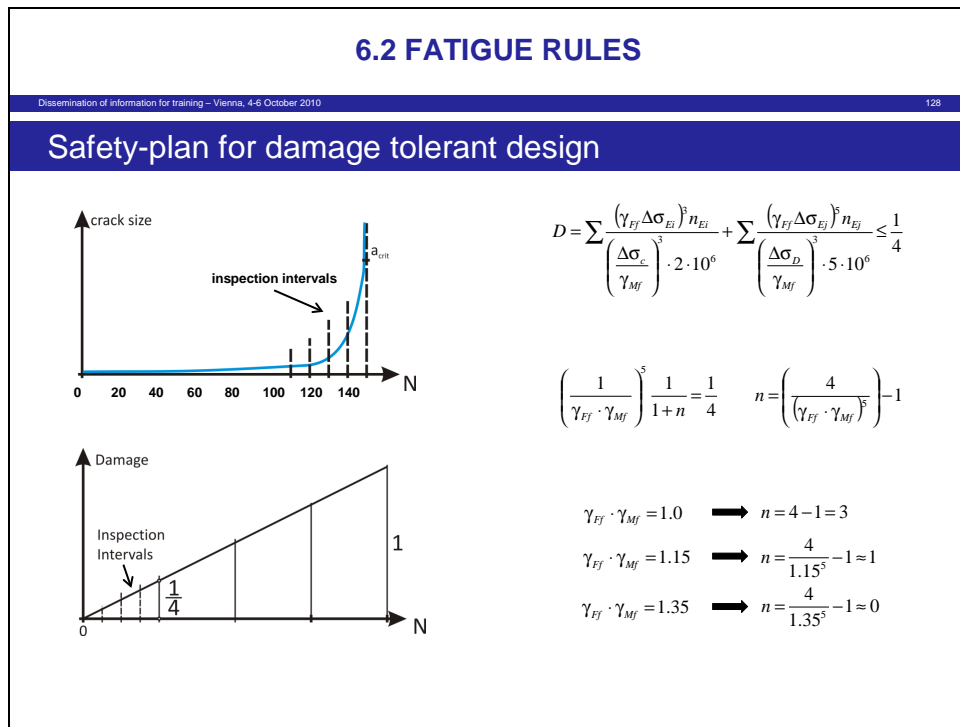 6.2 FATIGUE RULES
Dissemination of information for training – Vienna, 4-6 October 2010 128
Safety-plan for damage tolerant design
crack size
a_crit
inspection intervals
N
0 20 40 60 80 100 120 140
Damage
Inspection
Intervals
1
1/4
0
N
D = ∑ (γ_Ff Δσ_Ei)^3 n_Ei / ((Δσ_c / γ_Mf)^3 · 2 · 10^6) + ∑ (γ_Ff Δσ_Ej)^5 n_Ej / ((Δσ_D / γ_Mf)^3 · 5 · 10^6) ≤ 1/4
(1 / (γ_Ff · γ_Mf))^5 1 / (1 + n) = 1/4 n = (4 / (γ_Ff · γ_Mf)^5) − 1
γ_Ff · γ_Mf = 1.0 ➡ n = 4 − 1 = 3
γ_Ff · γ_Mf = 1.15 ➡ n = 4 / 1.15^5 − 1 ≈ 1
γ_Ff · γ_Mf = 1.35 ➡ n = 4 / 1.35^5 − 1 ≈ 0